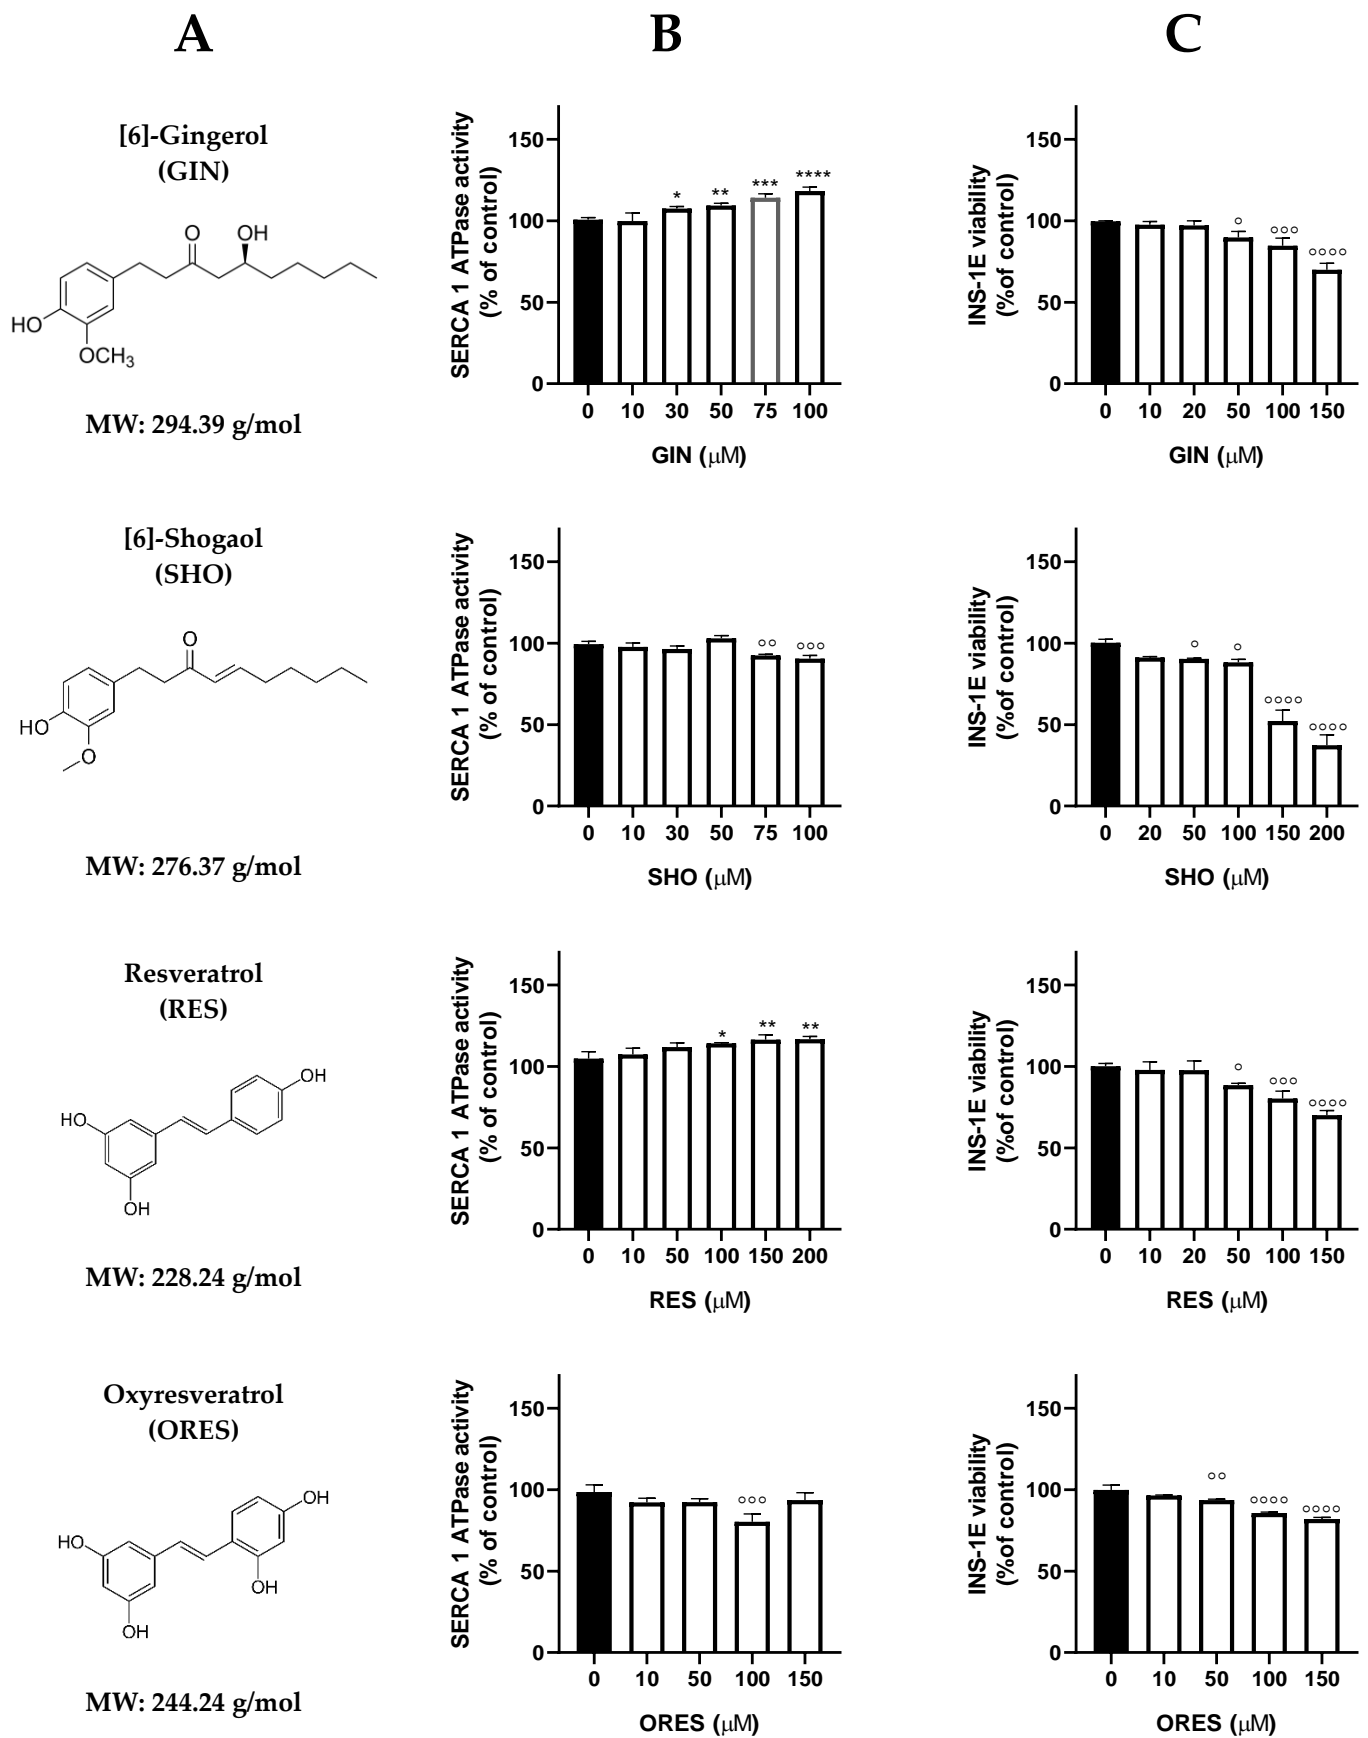 A
B
C
[6]-Gingerol
(GIN)
O
OH
HO
OCH3
MW: 294.39 g/mol
SERCA 1 ATPase activity
(% of control)
150
100
50
0
* ** *** ****
0 10 30 50 75 100
GIN (μM)
INS-1E viability
(%of control)
150
100
50
0
° °°° °°°°
0 10 20 50 100 150
GIN (μM)
[6]-Shogaol
(SHO)
O
HO
O
MW: 276.37 g/mol
SERCA 1 ATPase activity
(% of control)
150
100
50
0
°° °°°
0 10 30 50 75 100
SHO (μM)
INS-1E viability
(%of control)
150
100
50
0
° ° °°°° °°°°
0 20 50 100 150 200
SHO (μM)
Resveratrol
(RES)
OH
HO
OH
MW: 228.24 g/mol
SERCA 1 ATPase activity
(% of control)
150
100
50
0
* ** **
0 10 50 100 150 200
RES (μM)
INS-1E viability
(%of control)
150
100
50
0
° °°° °°°°
0 10 20 50 100 150
RES (μM)
Oxyresveratrol
(ORES)
OH
HO
OH
OH
MW: 244.24 g/mol
SERCA 1 ATPase activity
(% of control)
150
100
50
0
°°°
0 10 50 100 150
ORES (μM)
INS-1E viability
(%of control)
150
100
50
0
°° °°°° °°°°
0 10 50 100 150
ORES (μM)